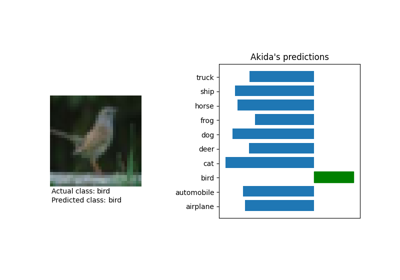 Akida's predictions
truck
ship
horse
frog
dog
deer
cat
bird
automobile
airplane
Actual class: bird
Predicted class: bird